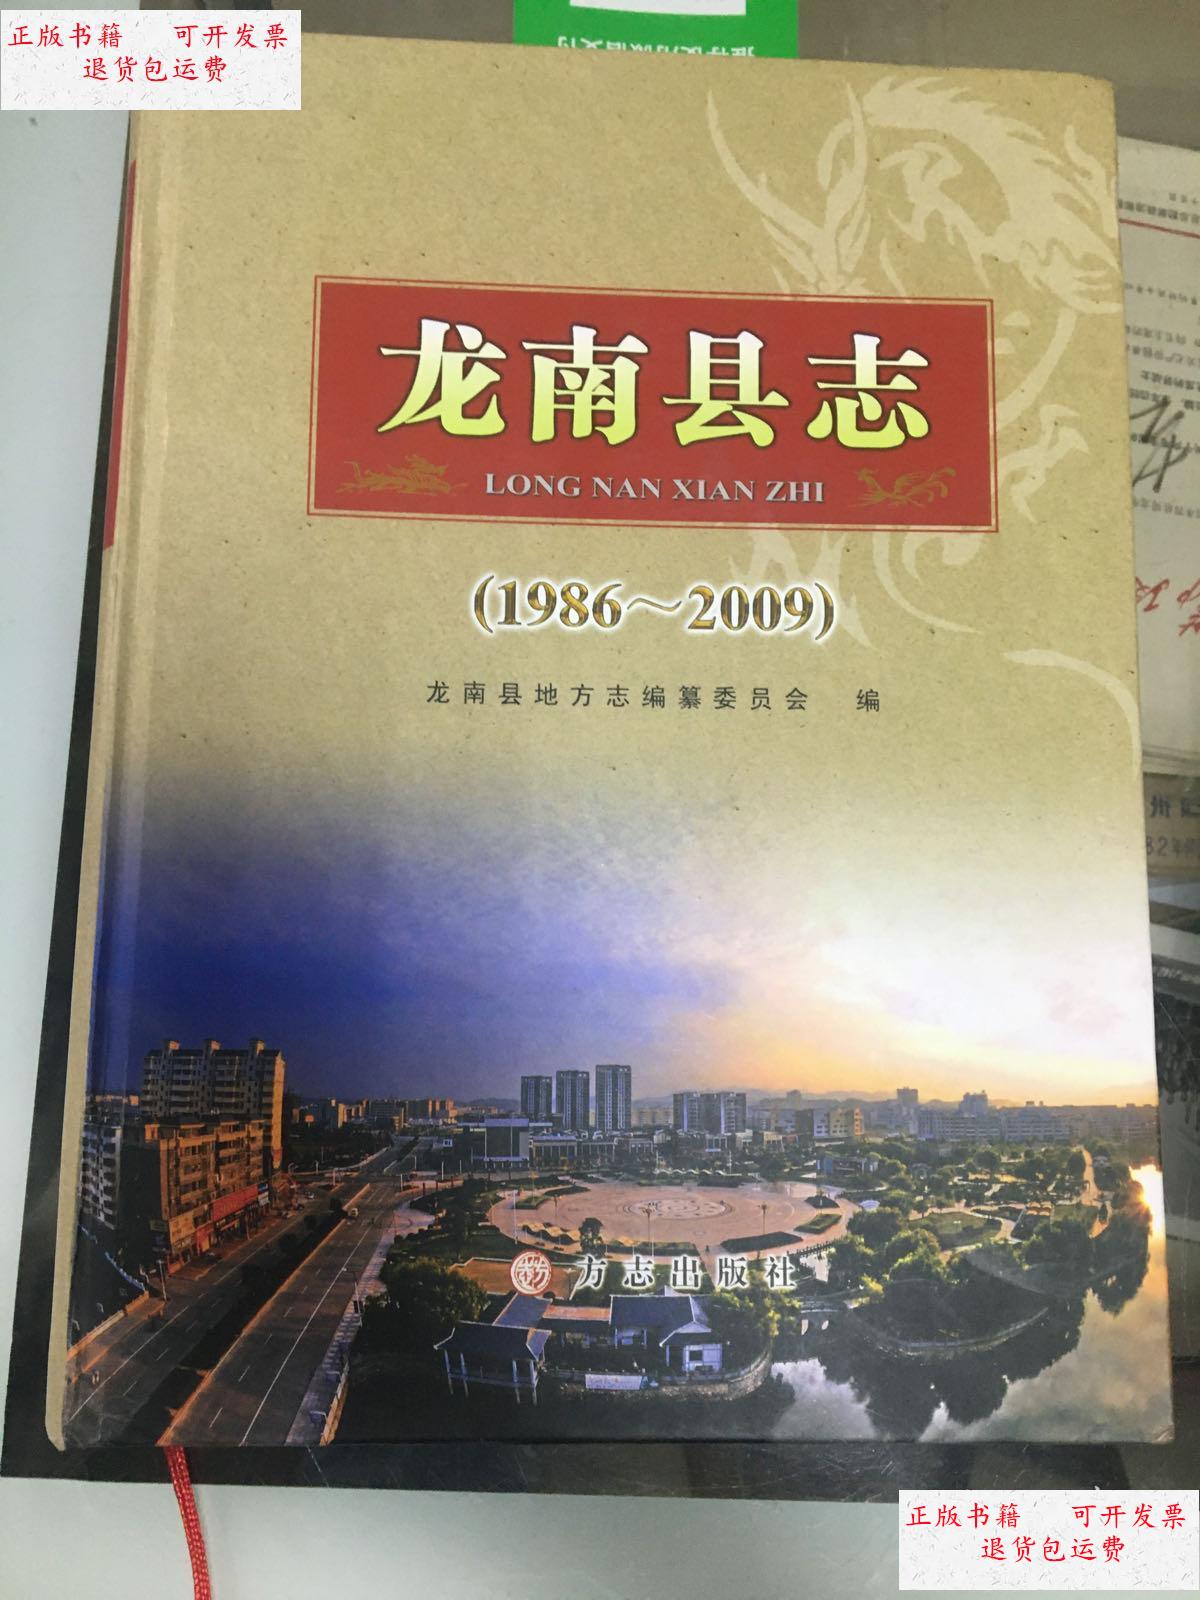 正版书籍 可开发票
退货包运费
龙南县志
LONG NAN XIAN ZHI
(1986～2009)
龙南县地方志编纂委员会 编
方志出版社
正版书籍 可开发票
退货包运费